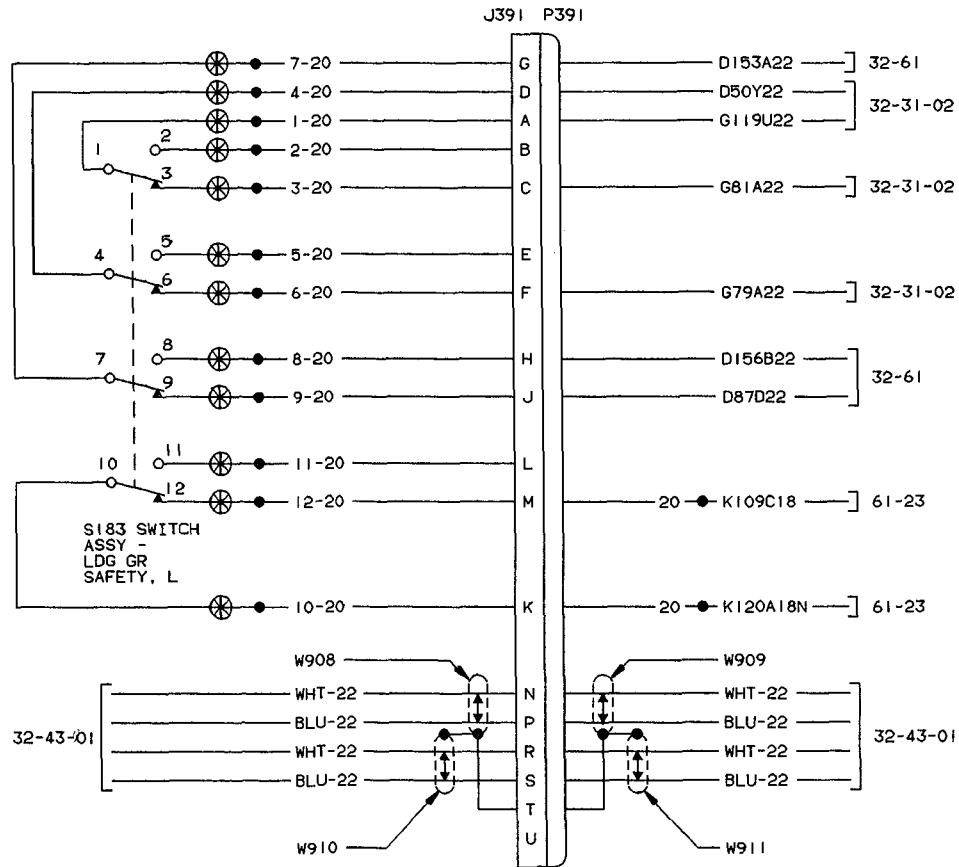 J391 P391
7-20 G D153A22 32-61
4-20 D D50Y22
32-31-02
1-20 A G119U22
2 2-20 B
1
3 3-20 C G81A22 32-31-02
5 5-20 E
4
6 6-20 F G79A22 32-31-02
8 8-20 H D156B22
7 32-61
9 9-20 J D87D22
11 11-20 L
10
12 12-20 M 20 K109C18 61-23
S183 SWITCH
ASSY -
LDG GR
SAFETY, L
10-20 K 20 K120A18N 61-23
W908 W909
WHT-22 N WHT-22
BLU-22 P BLU-22
32-43-01 32-43-01
WHT-22 R WHT-22
BLU-22 S BLU-22
T
U
W910 W911